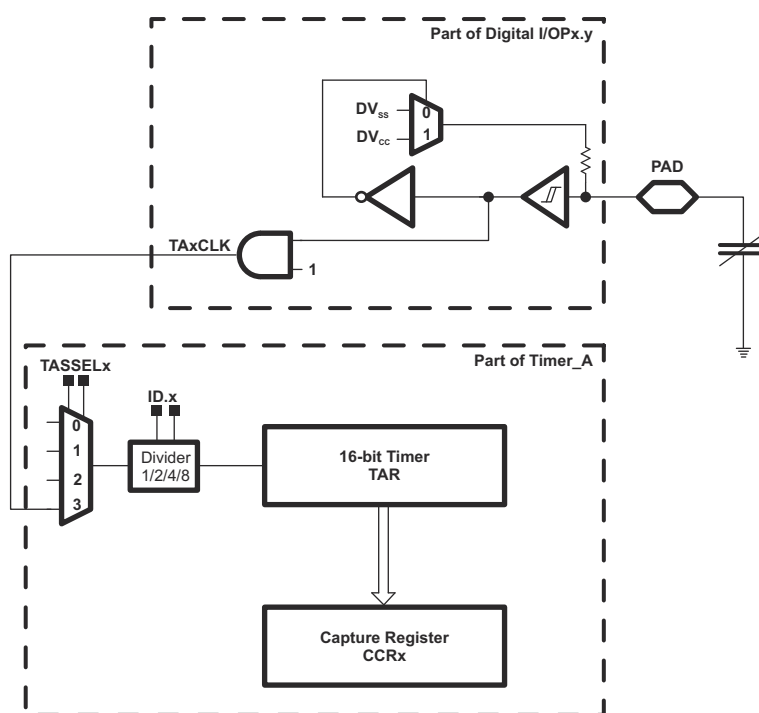 Part of Digital I/OPx.y
DVss
0
DVcc
1
PAD
TAxCLK
1
Part of Timer_A
TASSELx
ID.x
0
1
2
3
Divider
1/2/4/8
16-bit Timer
TAR
Capture Register
CCRx